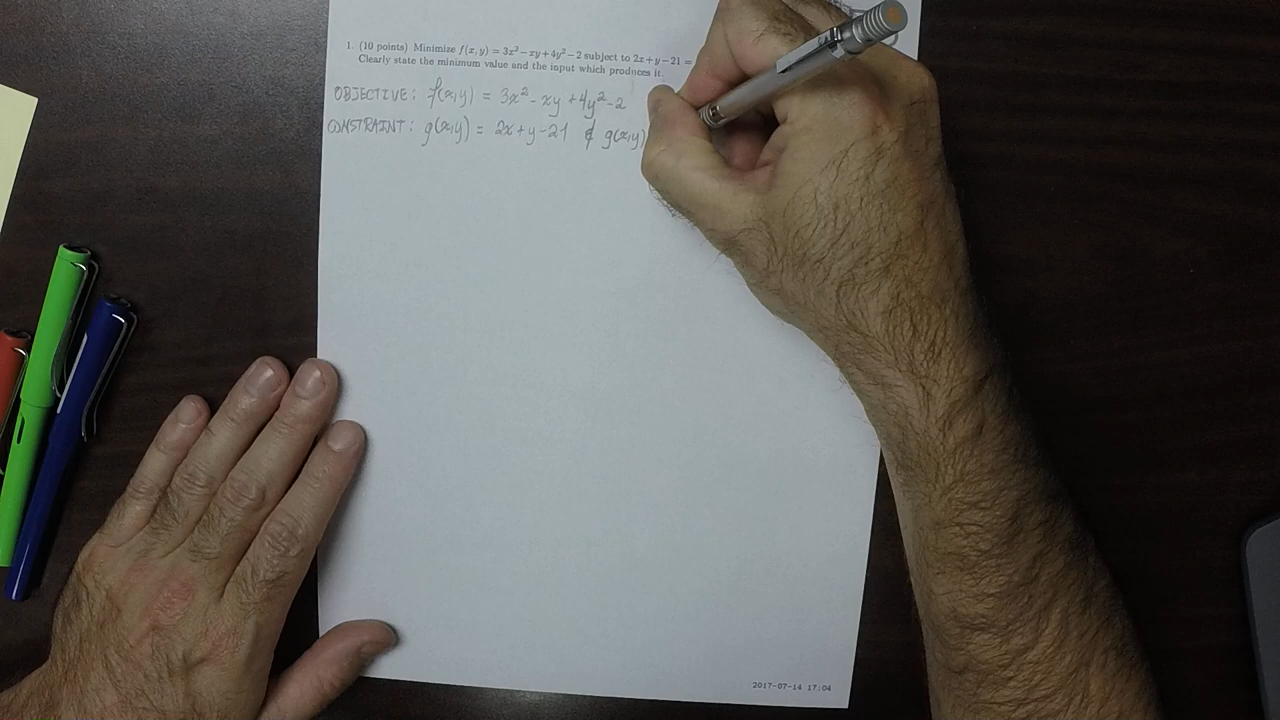 1. (10 points) Minimize f(x, y) = 3x² − xy + 4y² − 2 subject to 2x + y − 21 =
Clearly state the minimum value and the input which produces it.
OBJECTIVE: f(x,y) = 3x² - xy + 4y² - 2
CONSTRAINT: g(x,y) = 2x + y - 21 & g(x,y)
2017-07-14 17:04